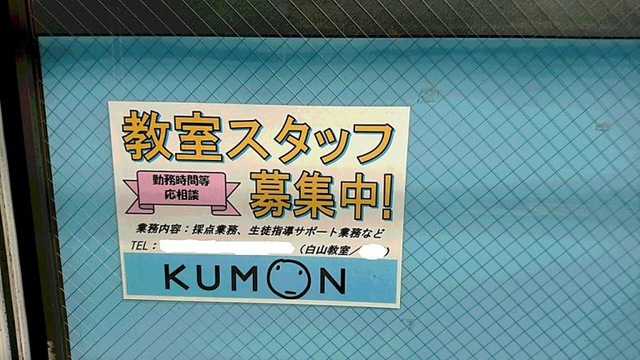 教室スタッフ
勤務時間等
応相談
募集中!
業務内容:採点業務、生徒指導サポート業務など
TEL: (白山教室/ )
KUMON